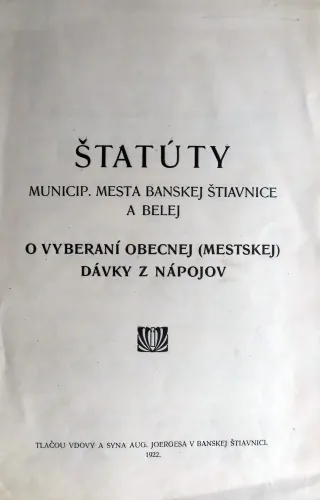 ŠTATÚTY
MUNICIP. MESTA BANSKEJ ŠTIAVNICE
A BELEJ
O VYBERANÍ OBECNEJ (MESTSKEJ)
DÁVKY Z NÁPOJOV
TLAČOU VDOVY A SYNA AUG. JOERGESA V BANSKEJ ŠTIAVNICI.
1922.